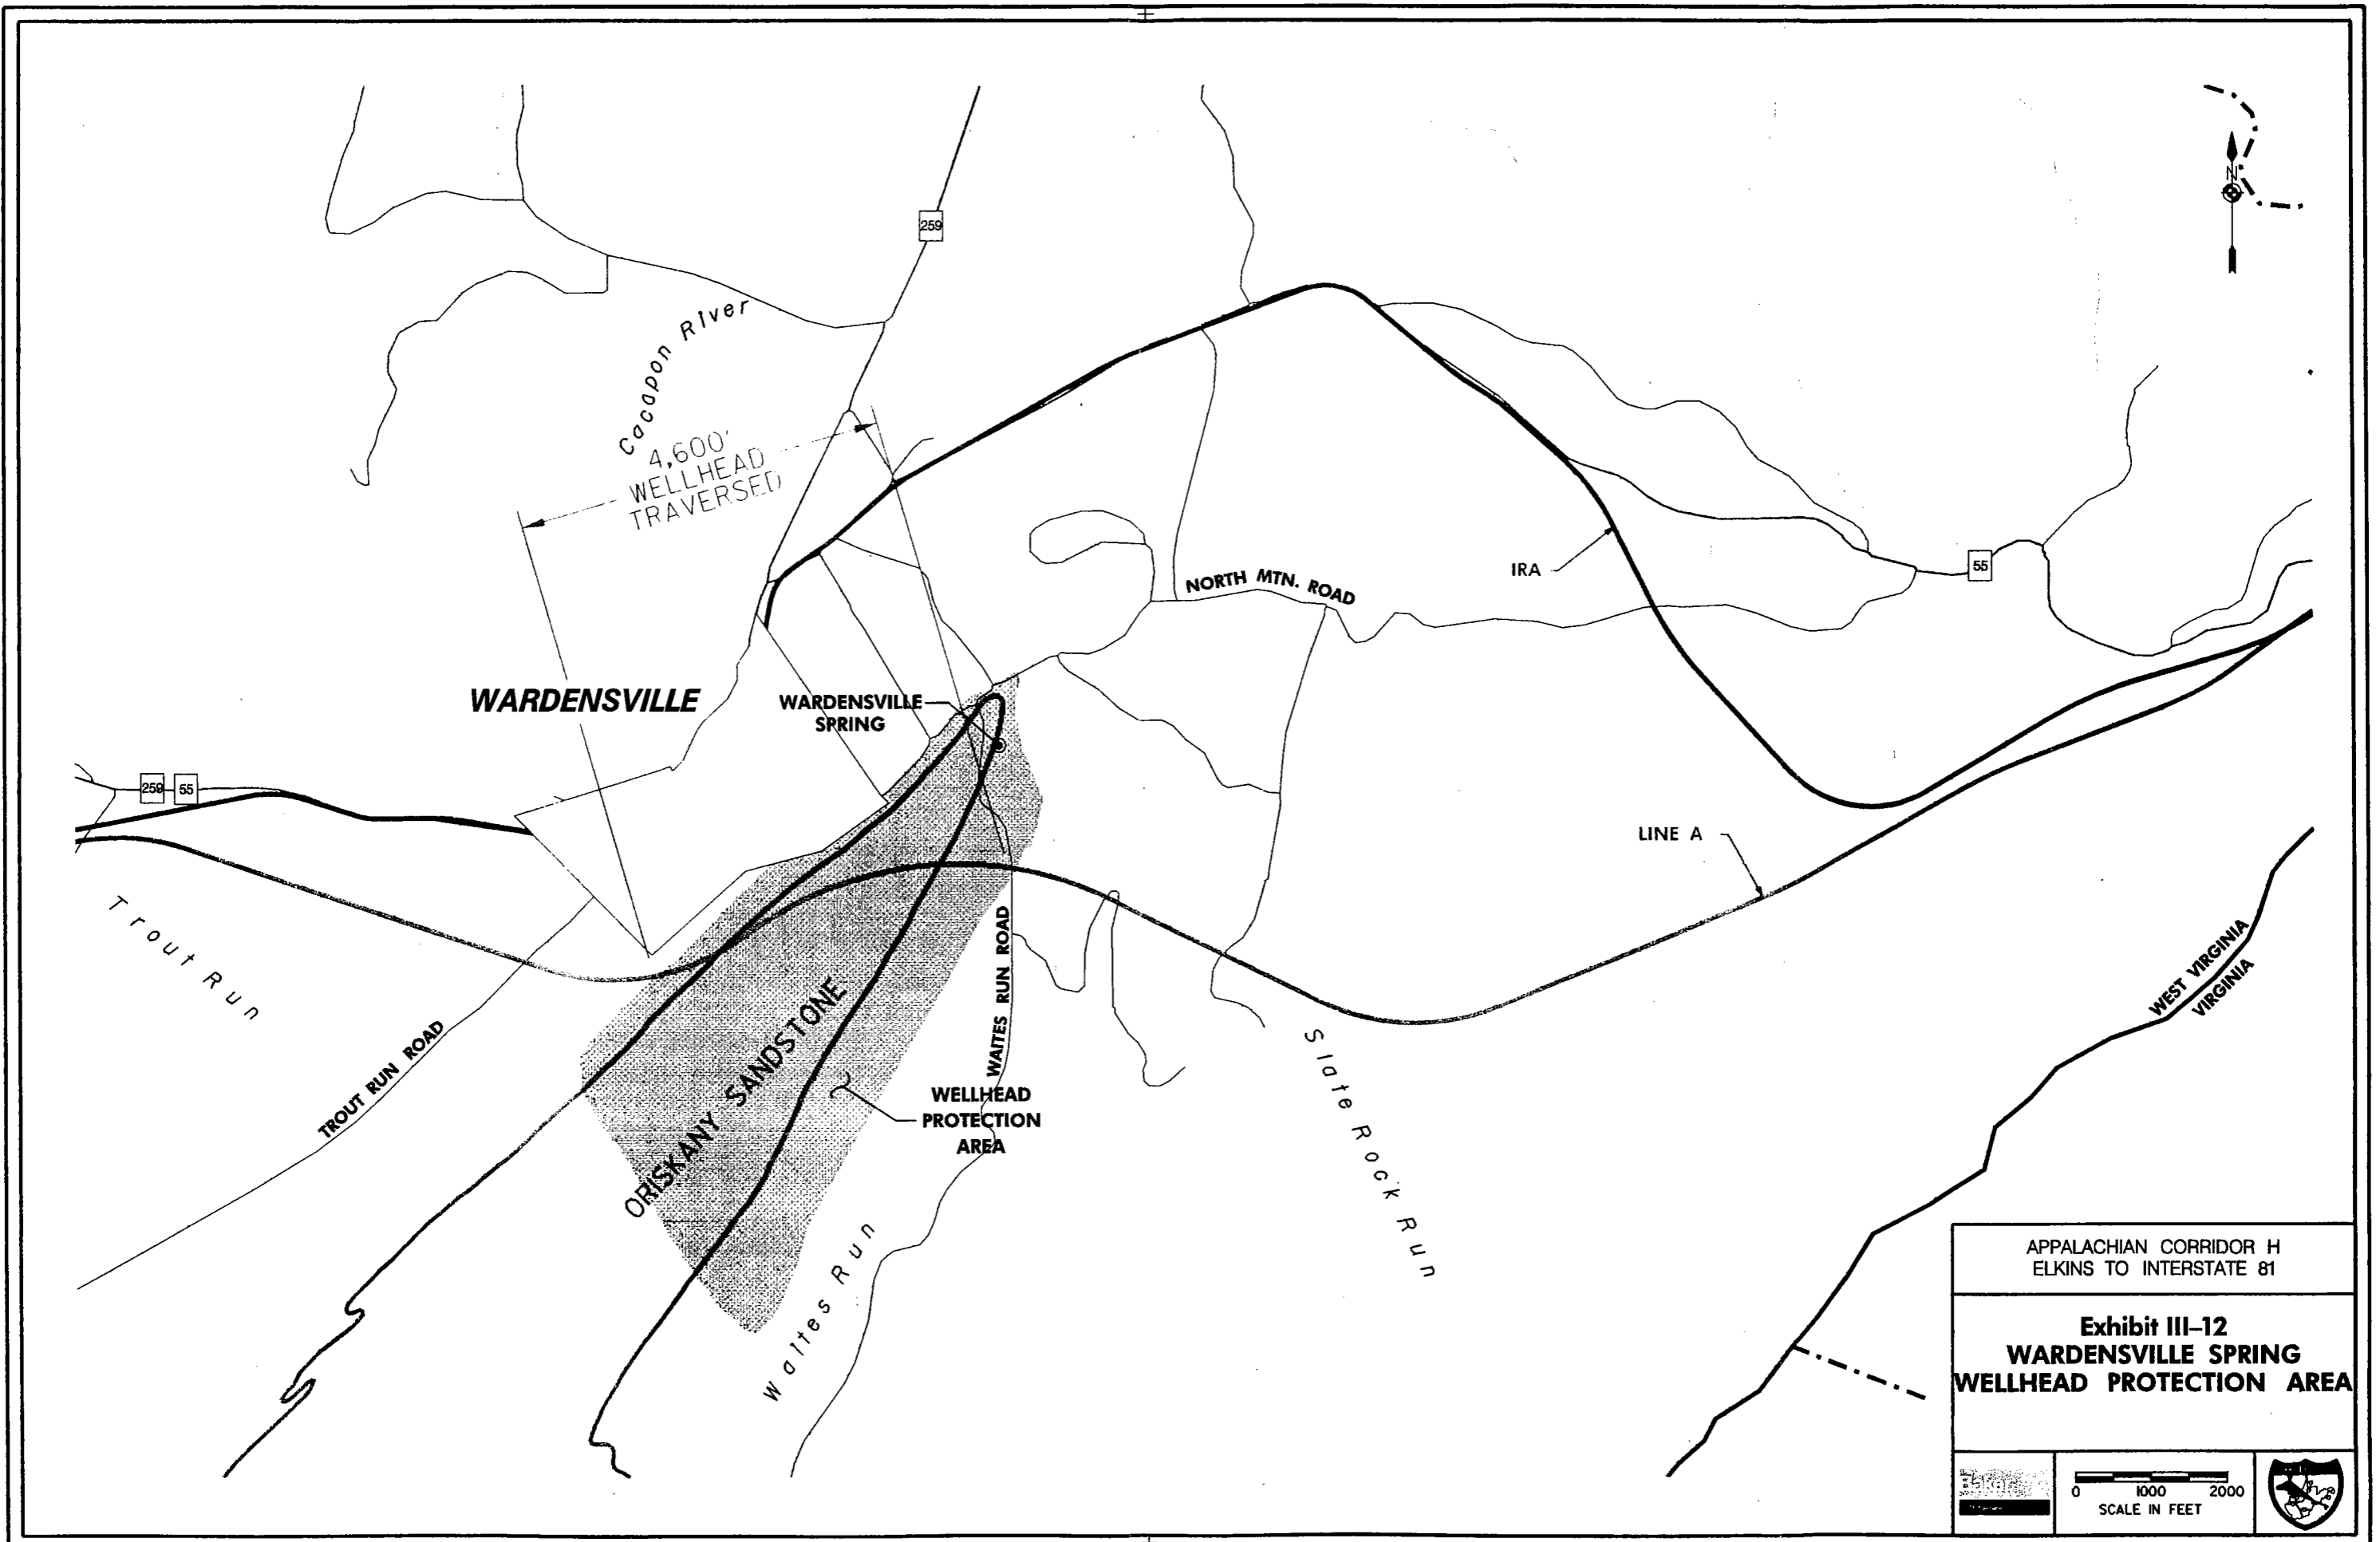 259
Cacapon River
4,600'
WELLHEAD
TRAVERSED
N
IRA
55
NORTH MTN. ROAD
WARDENSVILLE
WARDENSVILLE
SPRING
259
55
LINE A
Trout Run
TROUT RUN ROAD
ORISKANY SANDSTONE
WAITES RUN ROAD
WELLHEAD
PROTECTION
AREA
Waites Run
Slate Rock Run
WEST VIRGINIA
VIRGINIA
APPALACHIAN CORRIDOR H
ELKINS TO INTERSTATE 81
Exhibit III-12
WARDENSVILLE SPRING
WELLHEAD PROTECTION AREA
Baker
0 1000 2000
SCALE IN FEET